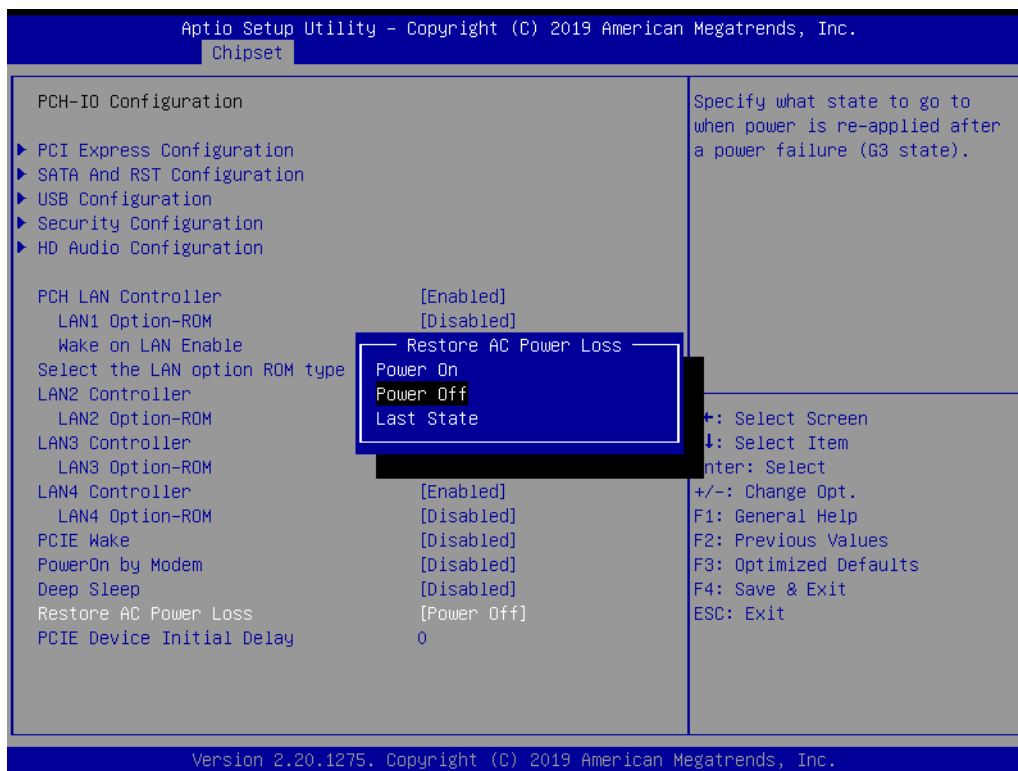 Aptio Setup Utility – Copyright (C) 2019 American Megatrends, Inc.
Chipset
PCH-IO Configuration
PCI Express Configuration
SATA And RST Configuration
USB Configuration
Security Configuration
HD Audio Configuration
PCH LAN Controller [Enabled]
LAN1 Option-ROM [Disabled]
Wake on LAN Enable
Select the LAN option ROM type
LAN2 Controller
LAN2 Option-ROM
LAN3 Controller
LAN3 Option-ROM
LAN4 Controller [Enabled]
LAN4 Option-ROM [Disabled]
PCIE Wake [Disabled]
PowerOn by Modem [Disabled]
Deep Sleep [Disabled]
Restore AC Power Loss [Power Off]
PCIE Device Initial Delay 0
Restore AC Power Loss
Power On
Power Off
Last State
Specify what state to go to
when power is re-applied after
a power failure (G3 state).
: Select Screen
: Select Item
nter: Select
+/-: Change Opt.
F1: General Help
F2: Previous Values
F3: Optimized Defaults
F4: Save & Exit
ESC: Exit
Version 2.20.1275. Copyright (C) 2019 American Megatrends, Inc.